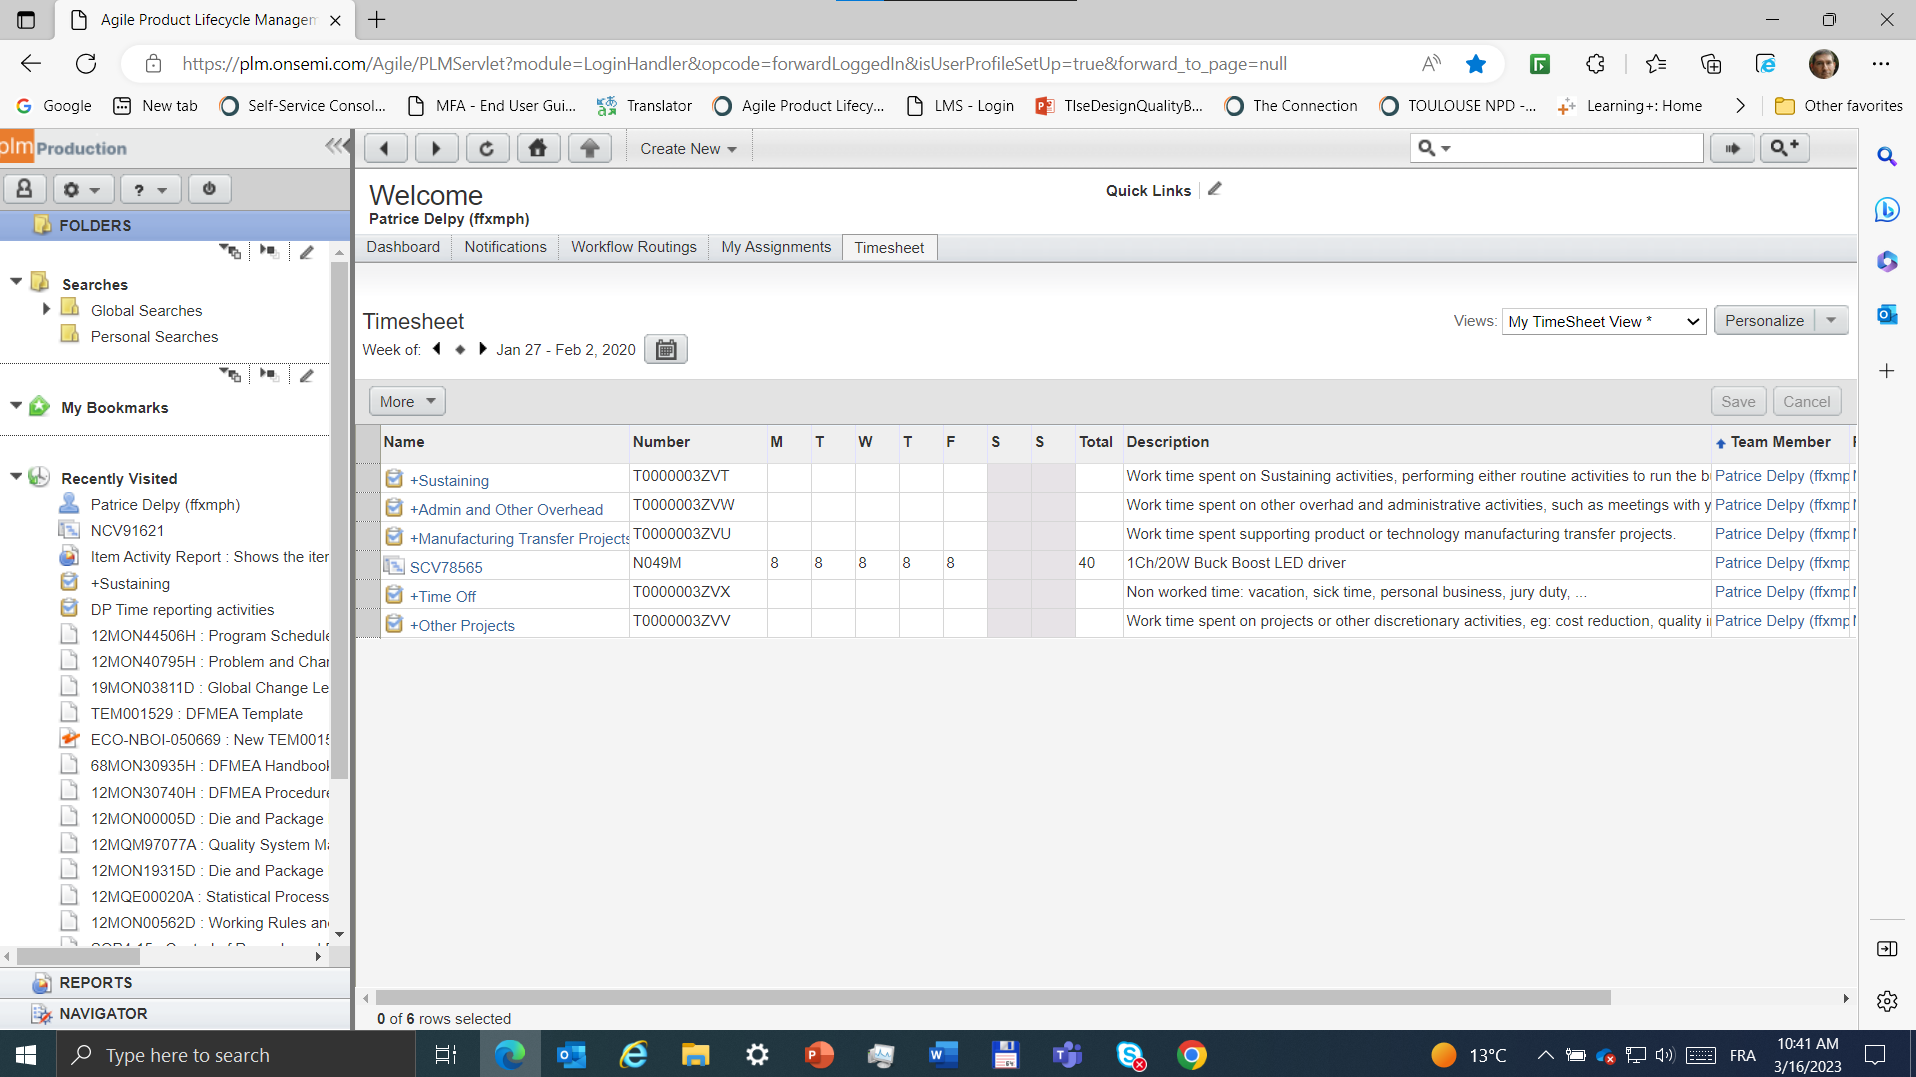 Agile Product Lifecycle Managem
https://plm.onsemi.com/Agile/PLMServlet?module=LoginHandler&opcode=forwardLoggedIn&isUserProfileSetUp=true&forward_to_page=null
Google
New tab
Self-Service Consol...
MFA - End User Gui...
Translator
Agile Product Lifecy...
LMS - Login
TlseDesignQualityB...
The Connection
TOULOUSE NPD -...
Learning+: Home
Other favorites
plm Production
Create New
Welcome
Patrice Delpy (ffxmph)
Quick Links
FOLDERS
Dashboard
Notifications
Workflow Routings
My Assignments
Timesheet
Searches
Global Searches
Personal Searches
My Bookmarks
Recently Visited
Patrice Delpy (ffxmph)
NCV91621
Item Activity Report : Shows the iter
+Sustaining
DP Time reporting activities
12MON44506H : Program Schedule
12MON40795H : Problem and Char
19MON03811D : Global Change Le
TEM001529 : DFMEA Template
ECO-NBOI-050669 : New TEM0015
68MON30935H : DFMEA Handbook
12MON30740H : DFMEA Procedure
12MON00005D : Die and Package
12MQM97077A : Quality System Ma
12MON19315D : Die and Package
12MQE00020A : Statistical Process
12MON00562D : Working Rules and
REPORTS
NAVIGATOR
Timesheet
Views: My TimeSheet View *
Personalize
Week of: Jan 27 - Feb 2, 2020
More
Save
Cancel
Name Number M T W T F S S Total Description Team Member
+Sustaining T0000003ZVT Work time spent on Sustaining activities, performing either routine activities to run the bu Patrice Delpy (ffxmp
+Admin and Other Overhead T0000003ZVW Work time spent on other overhad and administrative activities, such as meetings with y Patrice Delpy (ffxmp
+Manufacturing Transfer Projects T0000003ZVU Work time spent supporting product or technology manufacturing transfer projects. Patrice Delpy (ffxmp
SCV78565 N049M 8 8 8 8 8 40 1Ch/20W Buck Boost LED driver Patrice Delpy (ffxmp
+Time Off T0000003ZVX Non worked time: vacation, sick time, personal business, jury duty, ... Patrice Delpy (ffxmp
+Other Projects T0000003ZVV Work time spent on projects or other discretionary activities, eg: cost reduction, quality i Patrice Delpy (ffxmp
0 of 6 rows selected
Type here to search
13°C
FRA
10:41 AM
3/16/2023